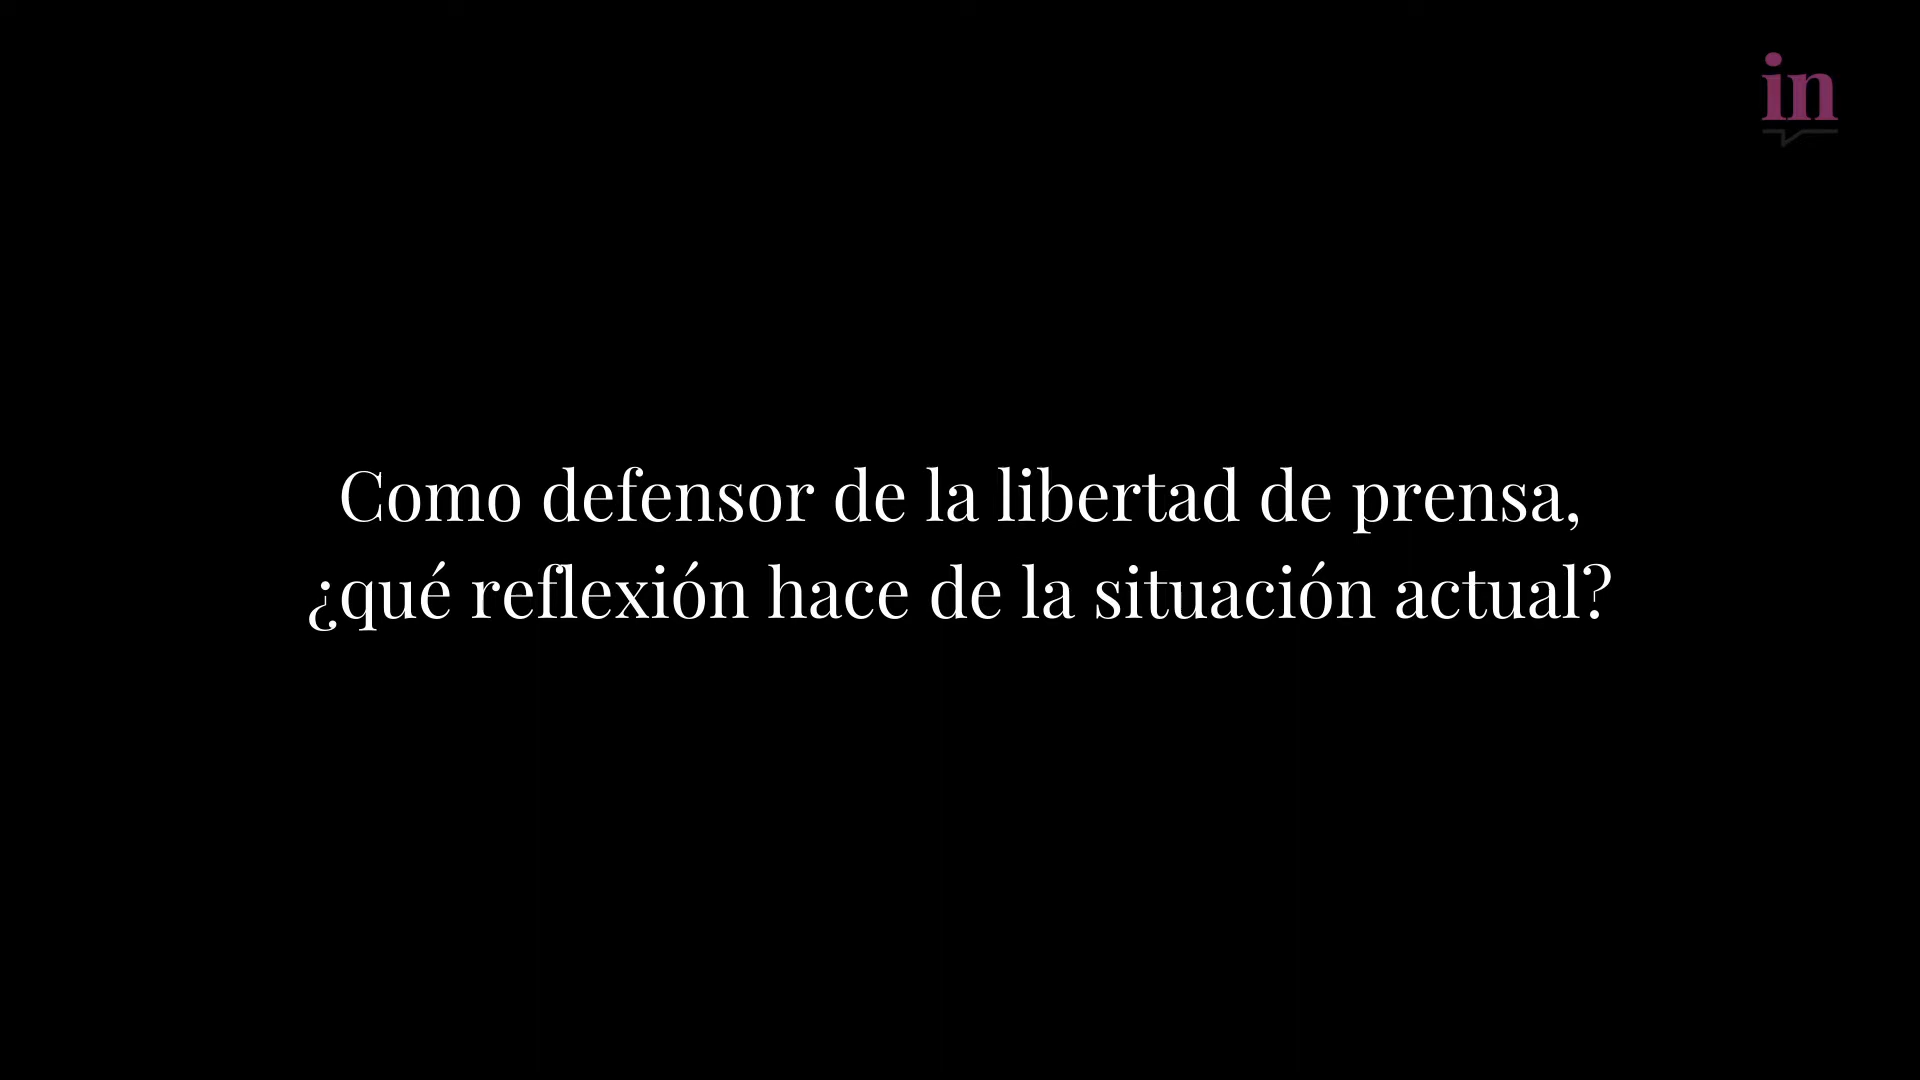 in
Como defensor de la libertad de prensa,
¿qué reflexión hace de la situación actual?